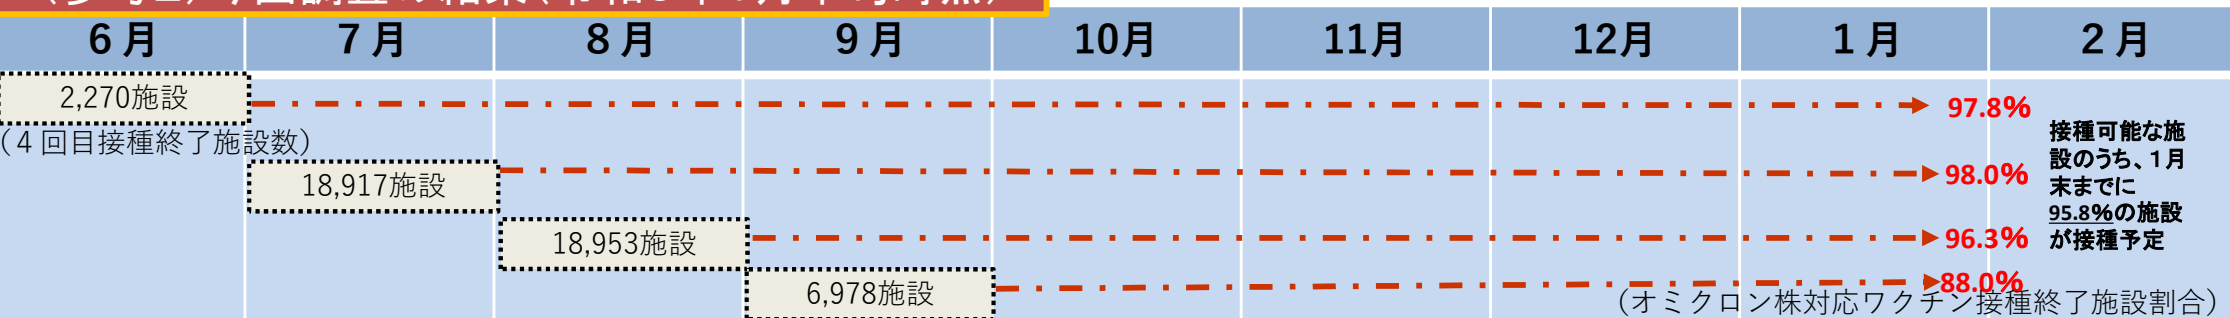 6月 7月 8月 9月 10月 11月 12月 1月 2月
2,270施設
97.8%
（4回目接種終了施設数）
18,917施設
98.0%
18,953施設
96.3%
6,978施設
88.0%
接種可能な施
設のうち、1月
末までに
95.8%の施設
が接種予定
（オミクロン株対応ワクチン接種終了施設割合）